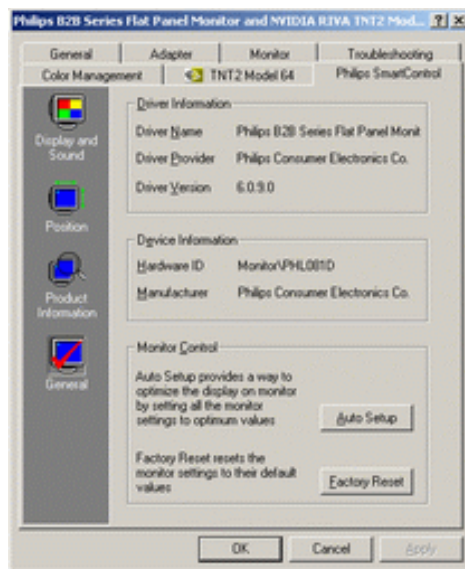 Philips B2B Series Flat Panel Monitor and NVIDIA RIVA TNT2 Mod...
General Adapter Monitor Troubleshooting
Color Management TNT2 Model 64 Philips SmartControl
Display and
Sound
Position
Product
Information
General
Driver Information
Driver Name Philips B2B Series Flat Panel Monit
Driver Provider Philips Consumer Electronics Co.
Driver Version 6.0.9.0
Device Information
Hardware ID Monitor\PHL081D
Manufacturer Philips Consumer Electronics Co.
Monitor Control
Auto Setup provides a way to
optimize the display on monitor
by setting all the monitor
settings to optimum values
Auto Setup
Factory Reset resets the
monitor settings to their default
values
Factory Reset
OK Cancel Apply